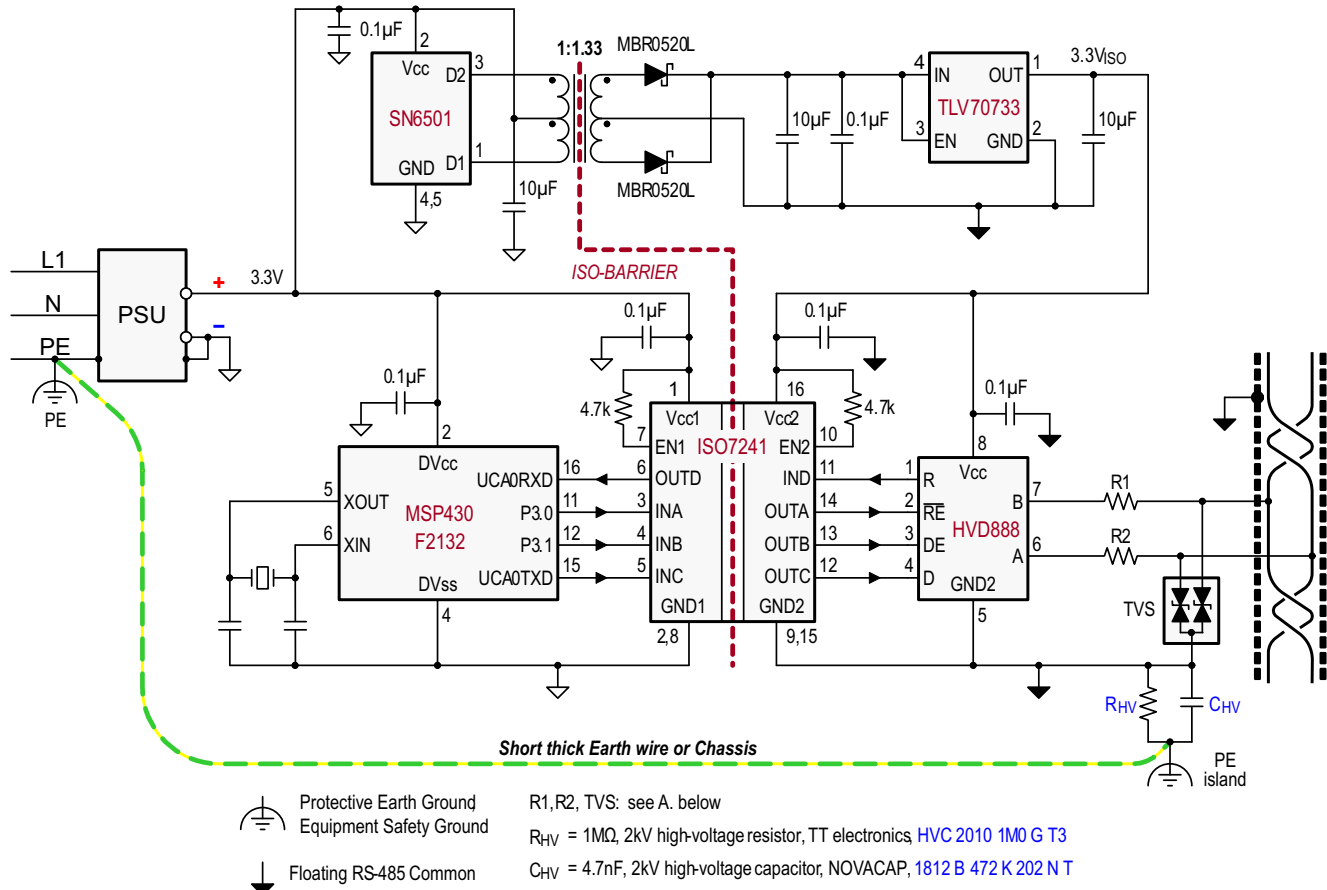 0.1µF
2
Vcc
D2
3
SN6501
D1
1
GND
4,5
10µF
1:1.33
MBR0520L
MBR0520L
10µF
0.1µF
4
IN
OUT
1
TLV70733
3
EN
GND
2
3.3VISO
10µF
ISO-BARRIER
L1
N
PE
PSU
+
–
3.3V
PE
0.1µF
2
DVcc
5
XOUT
6
XIN
MSP430
F2132
UCA0RXD
16
P3.0
11
P3.1
12
UCA0TXD
15
DVss
4
0.1µF
4.7k
1
Vcc1
7
EN1
6
OUTD
3
INA
4
INB
5
INC
GND1
2,8
ISO7241
0.1µF
4.7k
16
Vcc2
EN2
10
IND
11
OUTA
14
OUTB
13
OUTC
12
GND2
9,15
0.1µF
8
Vcc
1
R
2
RE
3
DE
4
D
HVD888
B
7
A
6
GND2
5
R1
R2
TVS
RHV
CHV
PE
island
Short thick Earth wire or Chassis
Protective Earth Ground
Equipment Safety Ground
Floating RS-485 Common
R1,R2, TVS: see A. below
RHV = 1MΩ, 2kV high-voltage resistor, TT electronics, HVC 2010 1M0 G T3
CHV = 4.7nF, 2kV high-voltage capacitor, NOVACAP, 1812 B 472 K 202 N T